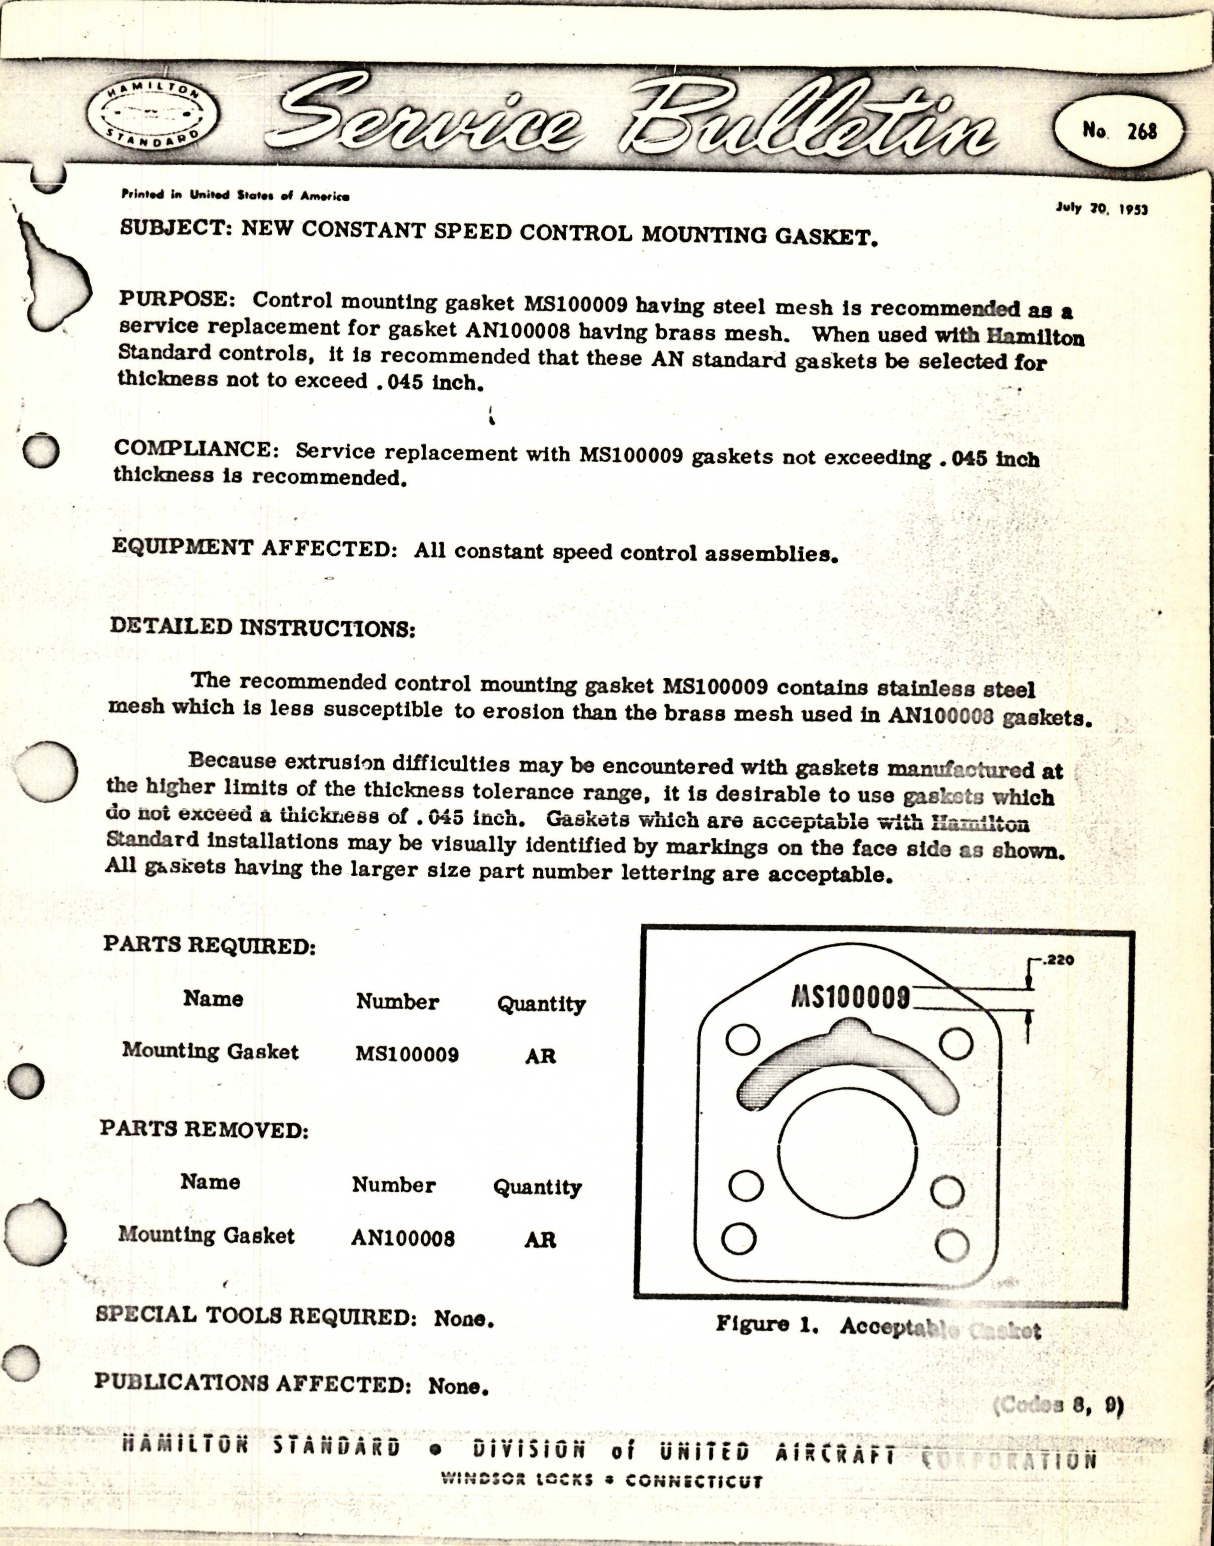 HAMILTON STANDARD
Service Bulletin
No. 268
Printed in United States of America
July 20, 1953
SUBJECT: NEW CONSTANT SPEED CONTROL MOUNTING GASKET.
PURPOSE: Control mounting gasket MS100009 having steel mesh is recommended as a
service replacement for gasket AN100008 having brass mesh. When used with Hamilton
Standard controls, it is recommended that these AN standard gaskets be selected for
thickness not to exceed .045 inch.
COMPLIANCE: Service replacement with MS100009 gaskets not exceeding .045 inch
thickness is recommended.
EQUIPMENT AFFECTED: All constant speed control assemblies.
DETAILED INSTRUCTIONS:
The recommended control mounting gasket MS100009 contains stainless steel
mesh which is less susceptible to erosion than the brass mesh used in AN100008 gaskets.
Because extrusion difficulties may be encountered with gaskets manufactured at
the higher limits of the thickness tolerance range, it is desirable to use gaskets which
do not exceed a thickness of .045 inch. Gaskets which are acceptable with Hamilton
Standard installations may be visually identified by markings on the face side as shown.
All gaskets having the larger size part number lettering are acceptable.
PARTS REQUIRED:
Name Number Quantity
Mounting Gasket MS100009 AR
PARTS REMOVED:
Name Number Quantity
Mounting Gasket AN100008 AR
SPECIAL TOOLS REQUIRED: None.
PUBLICATIONS AFFECTED: None.
.220
MS100009
Figure 1. Acceptable Gasket
(Codes 8, 9)
HAMILTON STANDARD • DIVISION of UNITED AIRCRAFT CORPORATION
WINDSOR LOCKS • CONNECTICUT